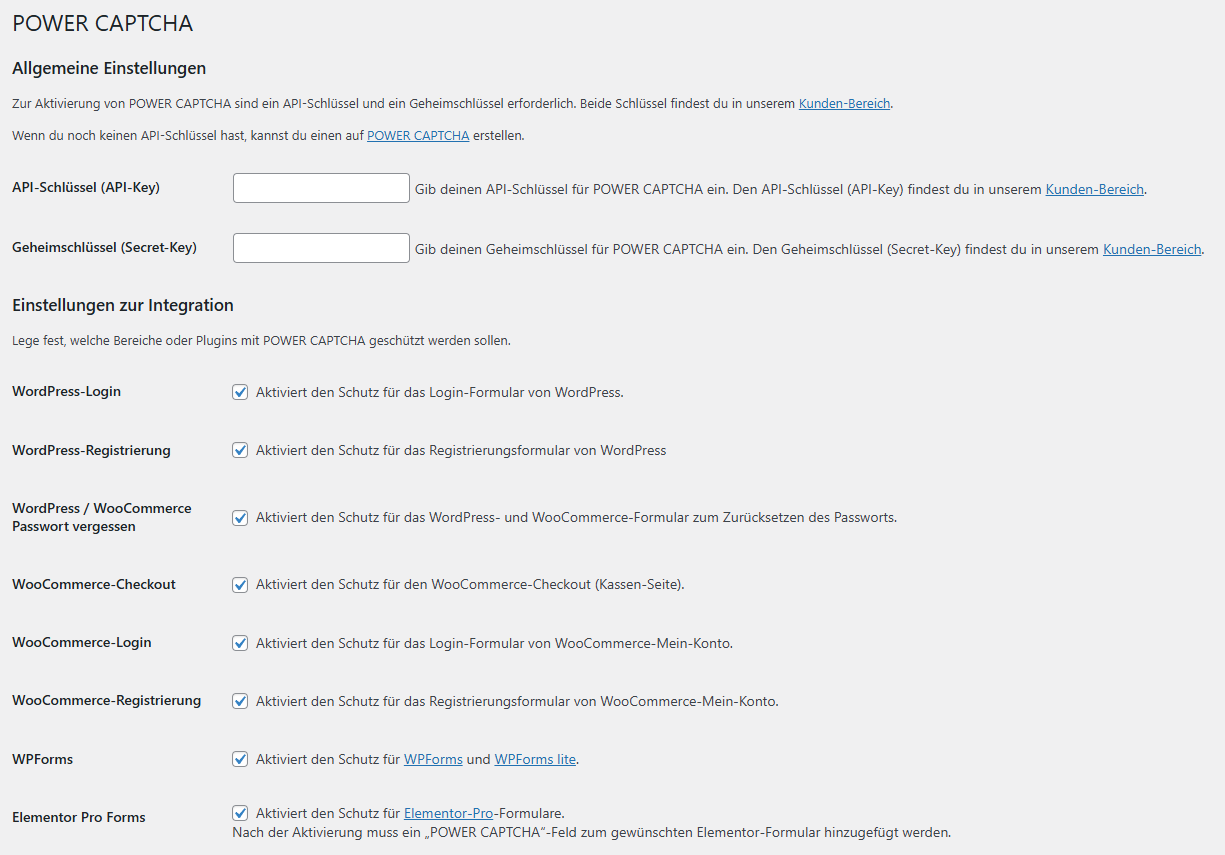 POWER CAPTCHA
Allgemeine Einstellungen
Zur Aktivierung von POWER CAPTCHA sind ein API-Schlüssel und ein Geheimschlüssel erforderlich. Beide Schlüssel findest du in unserem Kunden-Bereich.
Wenn du noch keinen API-Schlüssel hast, kannst du einen auf POWER CAPTCHA erstellen.
API-Schlüssel (API-Key)
Gib deinen API-Schlüssel für POWER CAPTCHA ein. Den API-Schlüssel (API-Key) findest du in unserem Kunden-Bereich.
Geheimschlüssel (Secret-Key)
Gib deinen Geheimschlüssel für POWER CAPTCHA ein. Den Geheimschlüssel (Secret-Key) findest du in unserem Kunden-Bereich.
Einstellungen zur Integration
Lege fest, welche Bereiche oder Plugins mit POWER CAPTCHA geschützt werden sollen.
WordPress-Login
Aktiviert den Schutz für das Login-Formular von WordPress.
WordPress-Registrierung
Aktiviert den Schutz für das Registrierungsformular von WordPress
WordPress / WooCommerce
Passwort vergessen
Aktiviert den Schutz für das WordPress- und WooCommerce-Formular zum Zurücksetzen des Passworts.
WooCommerce-Checkout
Aktiviert den Schutz für den WooCommerce-Checkout (Kassen-Seite).
WooCommerce-Login
Aktiviert den Schutz für das Login-Formular von WooCommerce-Mein-Konto.
WooCommerce-Registrierung
Aktiviert den Schutz für das Registrierungsformular von WooCommerce-Mein-Konto.
WPForms
Aktiviert den Schutz für WPForms und WPForms lite.
Elementor Pro Forms
Aktiviert den Schutz für Elementor-Pro-Formulare.
Nach der Aktivierung muss ein „POWER CAPTCHA“-Feld zum gewünschten Elementor-Formular hinzugefügt werden.